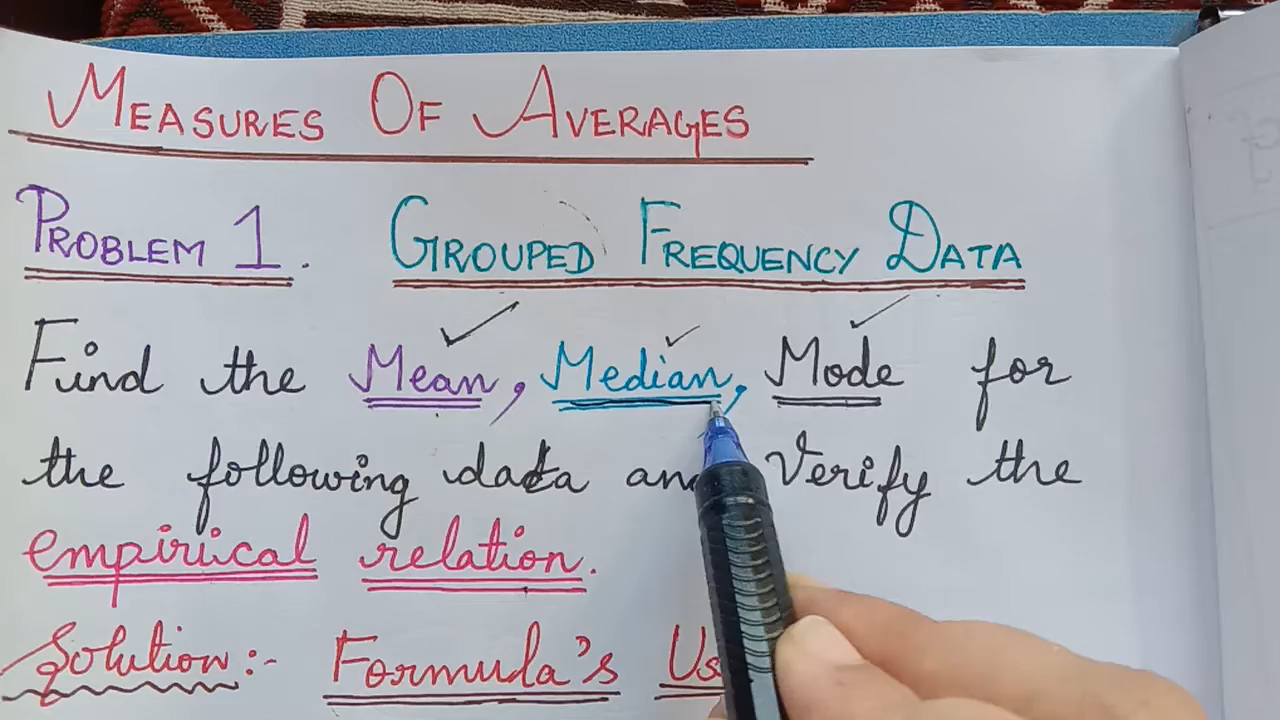 MEASURES OF AVERAGES
PROBLEM 1. GROUPED FREQUENCY DATA
Find the Mean, Median, Mode for
the following data and Verify the
empirical relation.
Solution:- Formula's